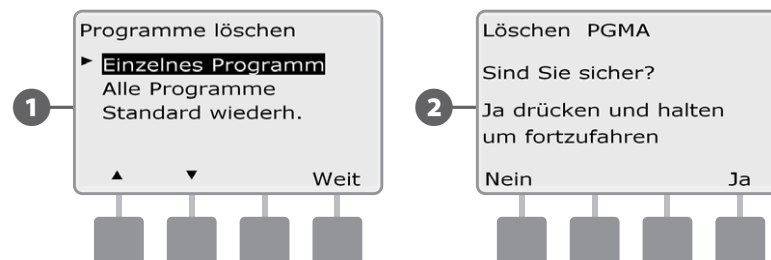 1
Programme löschen
► Einzelnes Programm
Alle Programme
Standard wiederh.
▲ ▼ Weit
2
Löschen PGMA
Sind Sie sicher?
Ja drücken und halten
um fortzufahren
Nein Ja